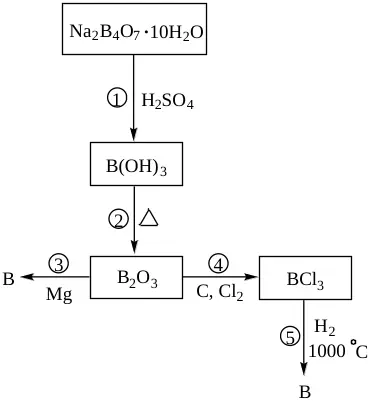 Na₂B₄O₇·10H₂O
① H₂SO₄
B(OH)₃
② △
③ ④
B B₂O₃ BCl₃
Mg C, Cl₂
H₂
⑤ 1000 °C
B